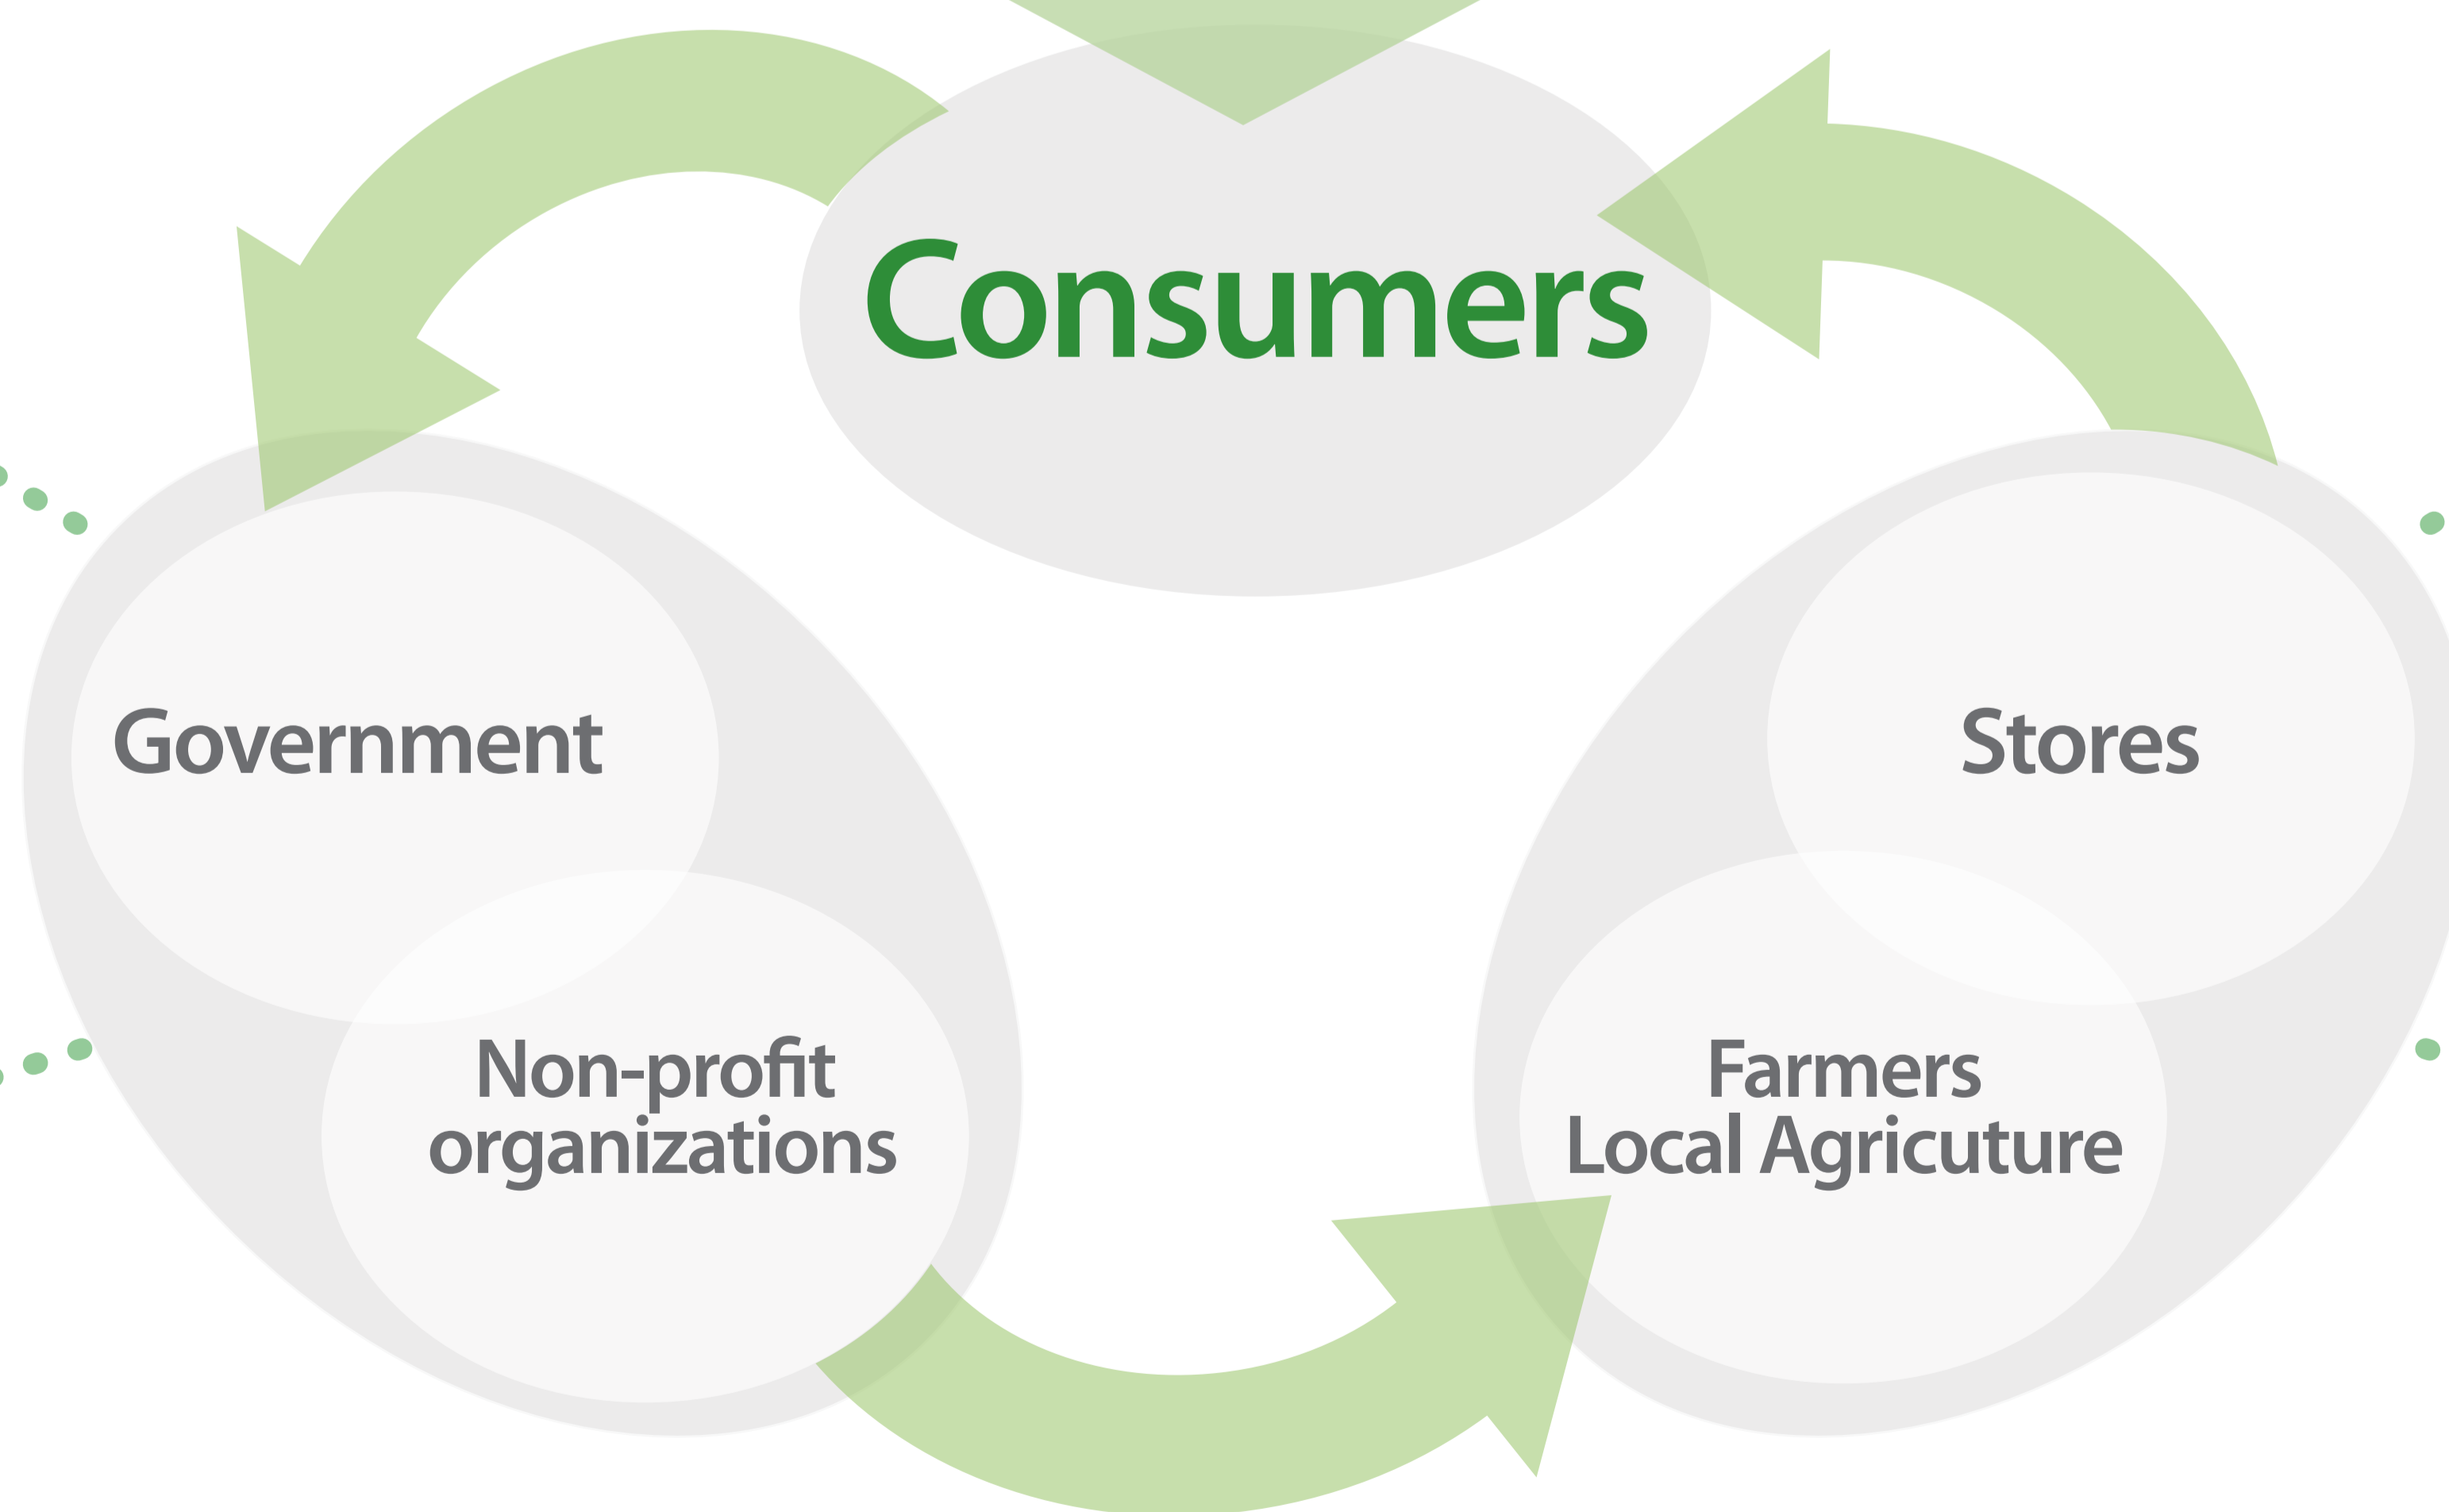 Consumers
Government
Stores
Non-profit
organizations
Farmers
Local Agricuture